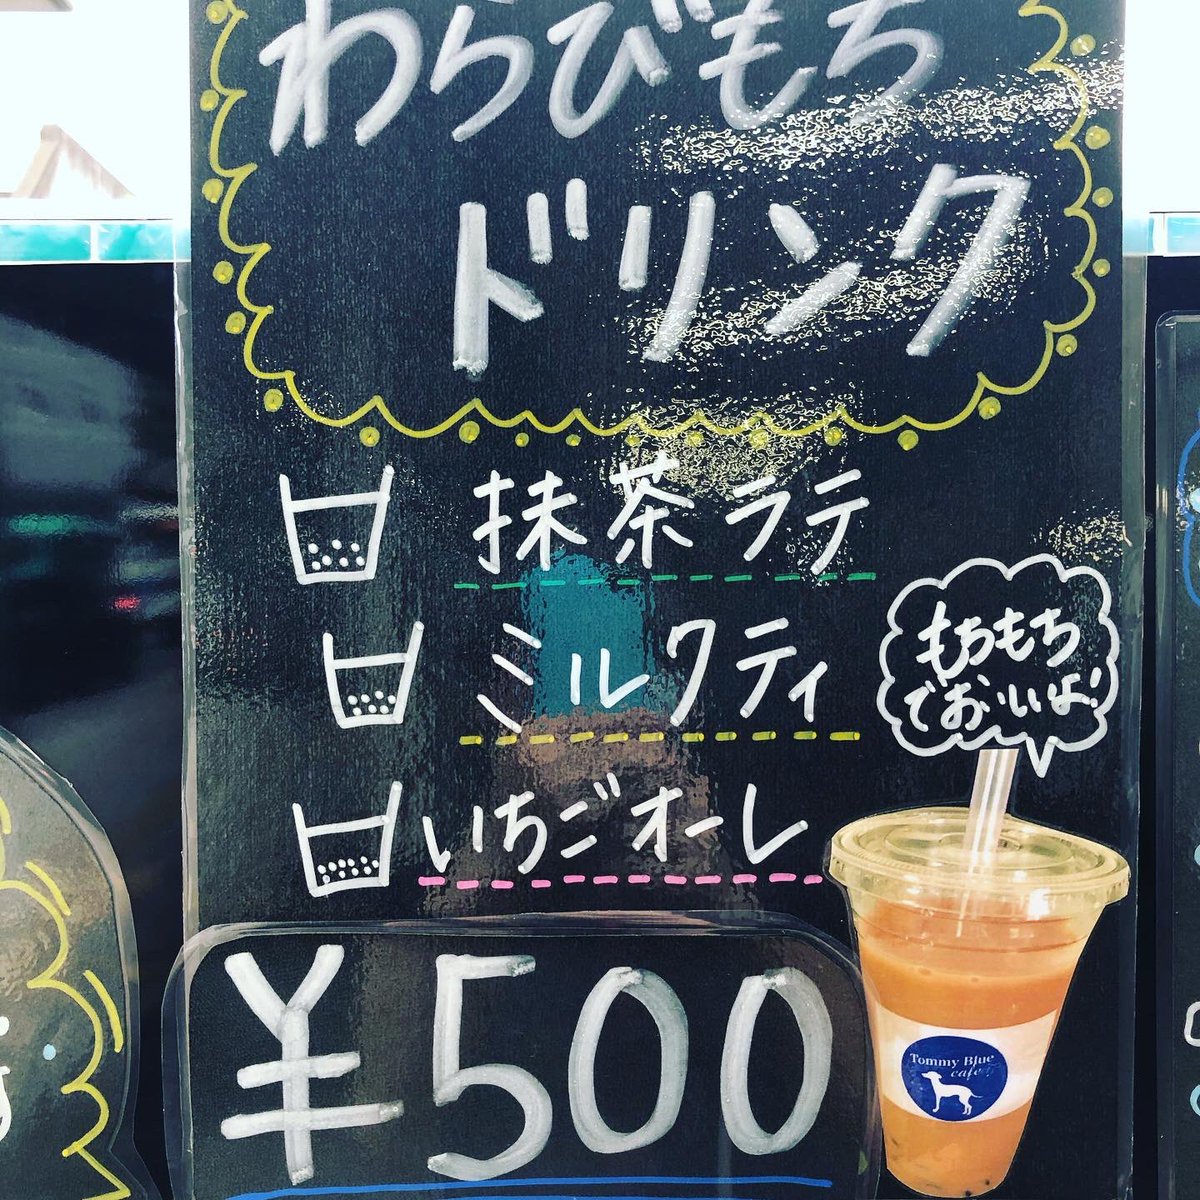 わらびもち
ドリンク
抹茶ラテ
ミルクティ
いちごオーレ
もちもち
でおいしいよ!
¥500
Tommy Blue
cafe